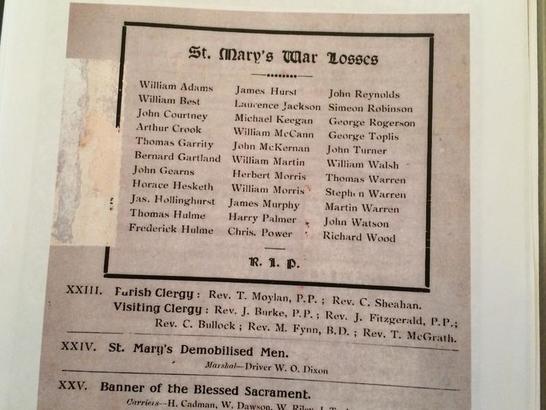 St. Mary's War Losses
William Adams James Hurst John Reynolds
William Best Laurence Jackson Simeon Robinson
John Courtney Michael Keegan George Rogerson
Arthur Crook William McCann George Toplis
Thomas Garrity John McKernan John Turner
Bernard Gartland William Martin William Walsh
John Gearns Herbert Morris Thomas Warren
Horace Hesketh William Morris Stephen Warren
Jas. Hollinghurst James Murphy Martin Warren
Thomas Hulme Harry Palmer John Watson
Frederick Hulme Chris. Power Richard Wood
R. I. P.
XXIII. Parish Clergy : Rev. T. Moylan, P.P. ; Rev. C. Sheahan.
Visiting Clergy : Rev. J. Burke, P.P. ; Rev. J. Fitzgerald, P.P. ;
Rev. C. Bullock ; Rev. M. Fynn, B.D. ; Rev. T. McGrath.
XXIV. St. Mary's Demobilised Men.
Marshal—Driver W. O. Dixon
XXV. Banner of the Blessed Sacrament.
Carriers—H. Cadman, W. Dawson, W. Riley, J.